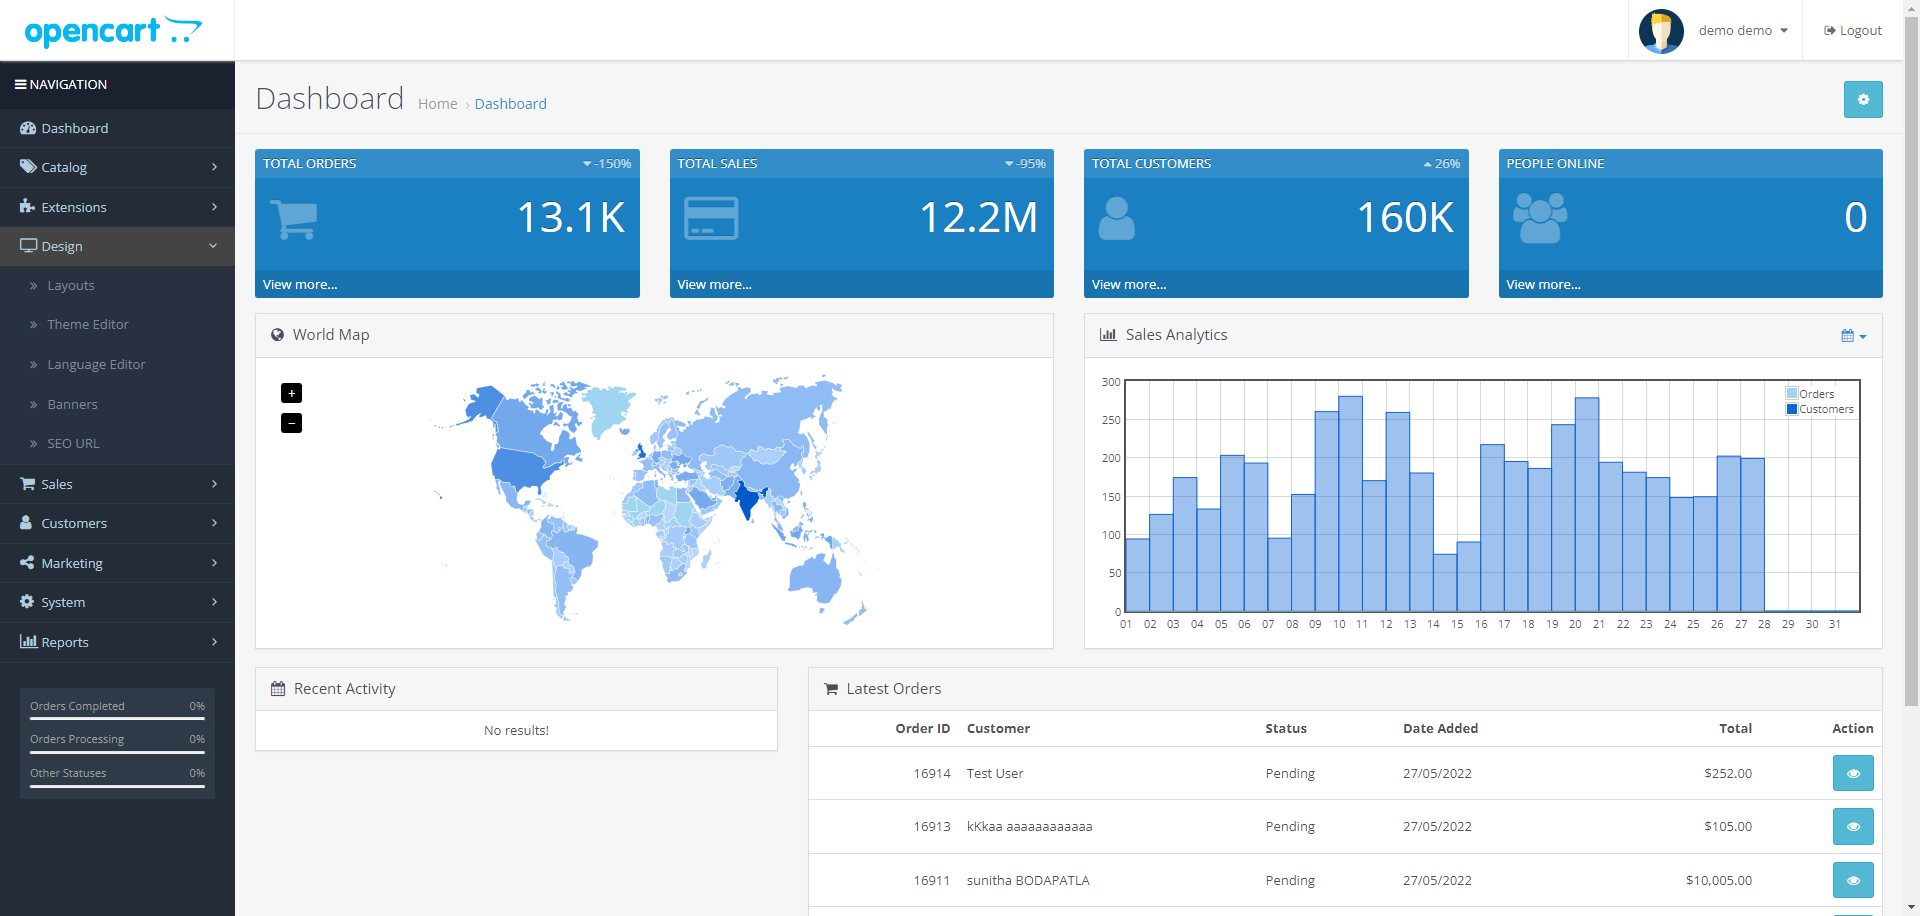 opencart
demo demo
Logout
NAVIGATION
Dashboard
Catalog
Extensions
Design
Layouts
Theme Editor
Language Editor
Banners
SEO URL
Sales
Customers
Marketing
System
Reports
Orders Completed 0%
Orders Processing 0%
Other Statuses 0%
Dashboard Home › Dashboard
TOTAL ORDERS -150%
13.1K
View more...
TOTAL SALES -95%
12.2M
View more...
TOTAL CUSTOMERS 26%
160K
View more...
PEOPLE ONLINE
0
View more...
World Map
+
−
Sales Analytics
300
250
200
150
100
50
0
Orders
Customers
01 02 03 04 05 06 07 08 09 10 11 12 13 14 15 16 17 18 19 20 21 22 23 24 25 26 27 28 29 30 31
Recent Activity
No results!
Latest Orders
Order ID Customer Status Date Added Total Action
16914 Test User Pending 27/05/2022 $252.00
16913 kKkaa aaaaaaaaaaaa Pending 27/05/2022 $105.00
16911 sunitha BODAPATLA Pending 27/05/2022 $10,005.00